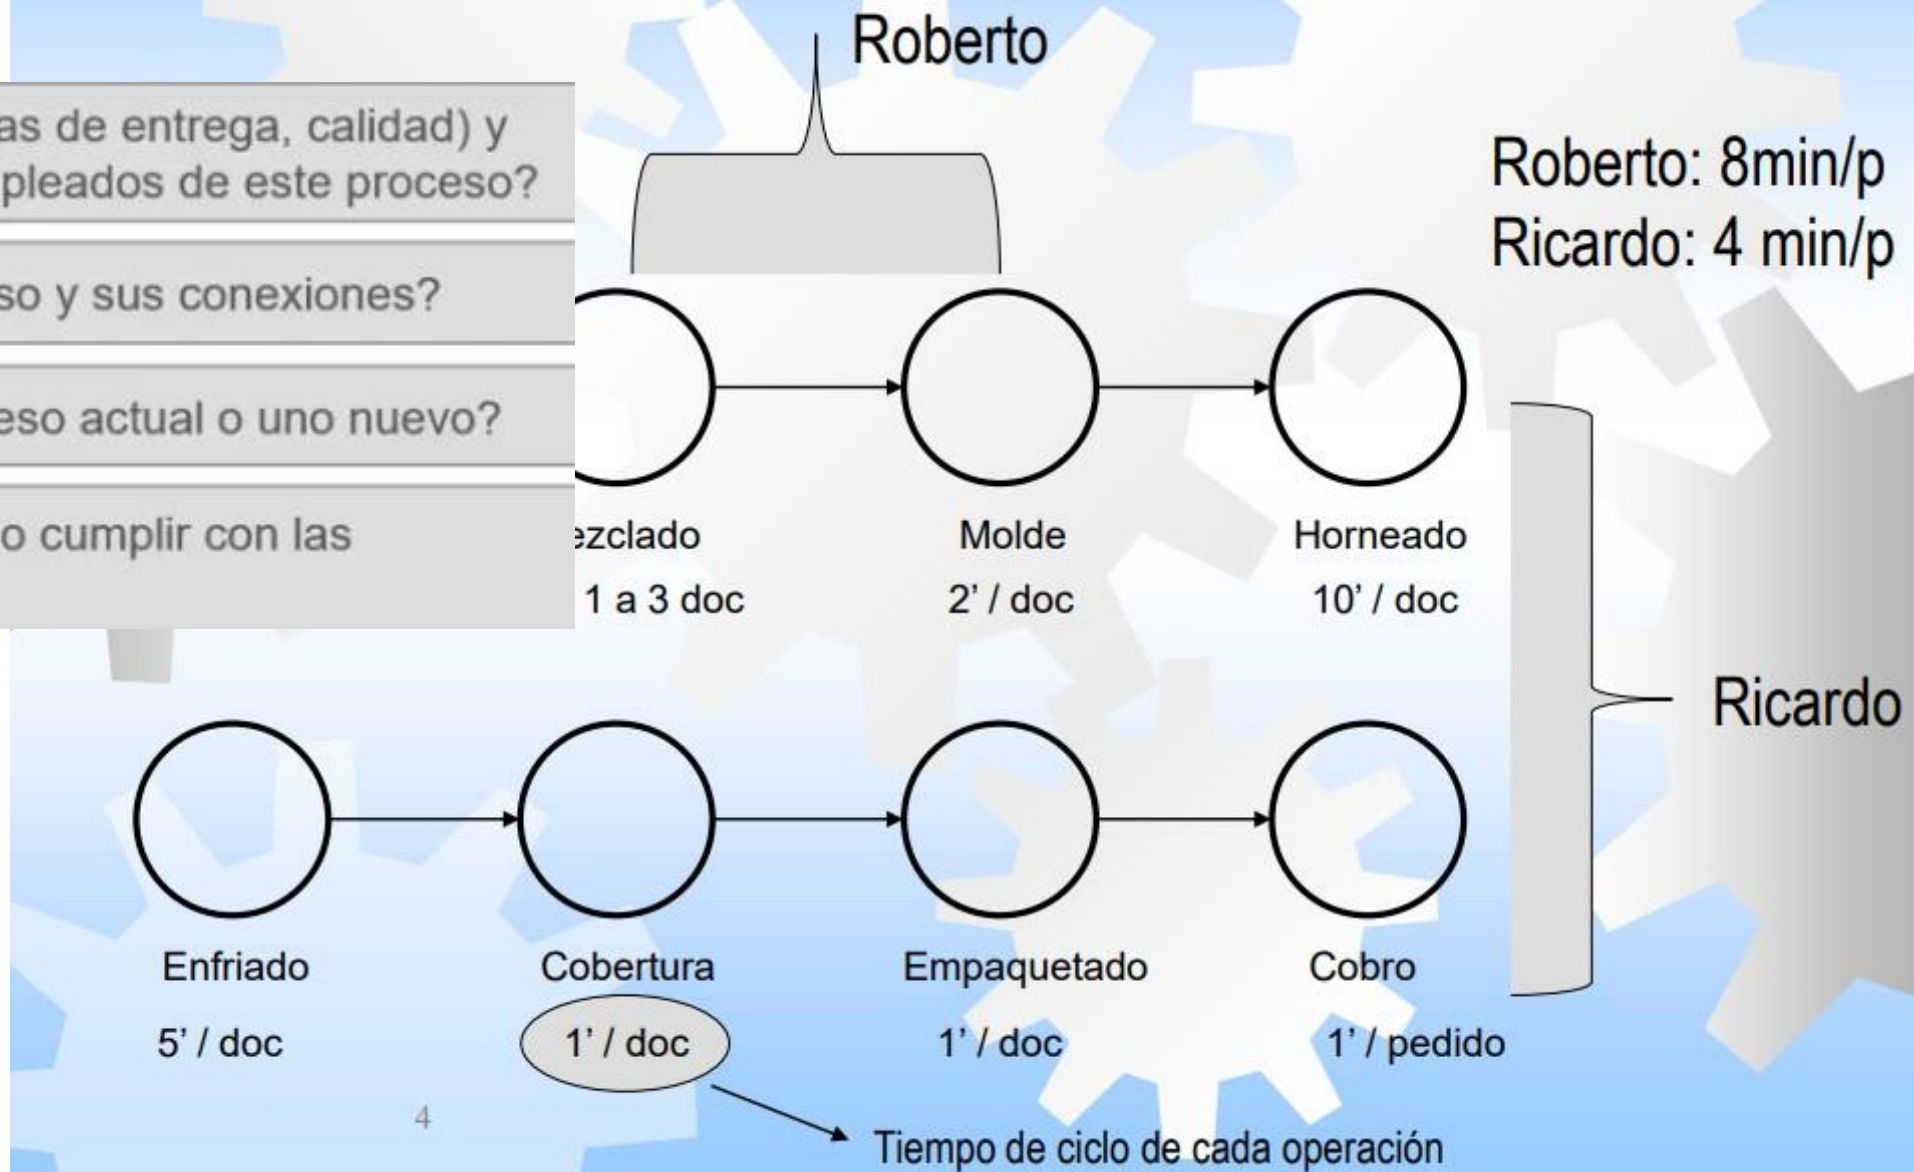 Roberto
as de entrega, calidad) y
pleados de este proceso?
so y sus conexiones?
eso actual o uno nuevo?
o cumplir con las
Roberto: 8min/p
Ricardo: 4 min/p
ezclado
Molde
Horneado
1 a 3 doc
2’ / doc
10’ / doc
Ricardo
Enfriado
Cobertura
Empaquetado
Cobro
5’ / doc
1’ / doc
1’ / doc
1’ / pedido
4
Tiempo de ciclo de cada operación